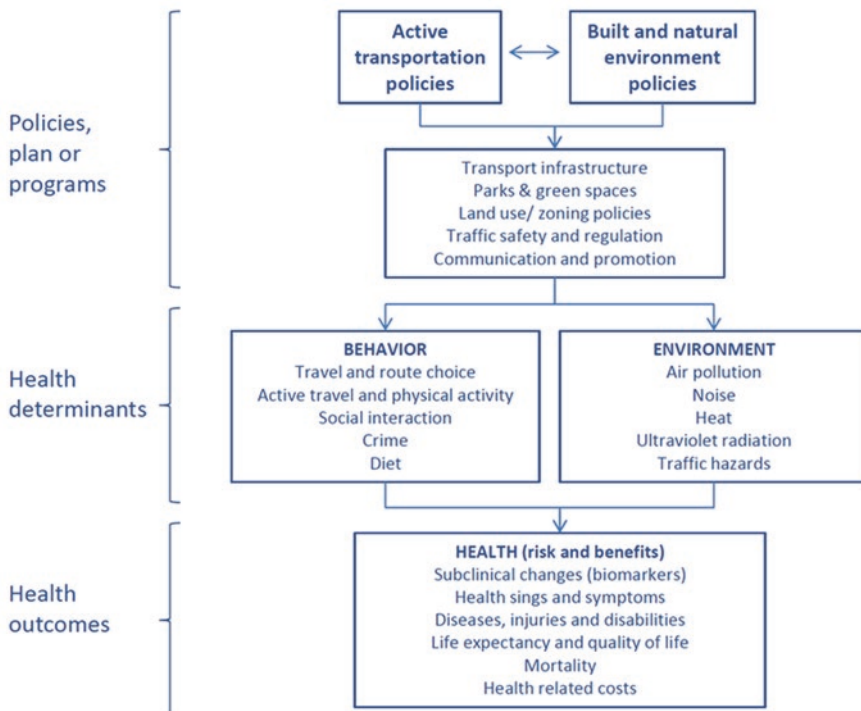 Active
transportation
policies
Built and natural
environment
policies
Policies,
plan or
programs
Transport infrastructure
Parks & green spaces
Land use/ zoning policies
Traffic safety and regulation
Communication and promotion
Health
determinants
BEHAVIOR
Travel and route choice
Active travel and physical activity
Social interaction
Crime
Diet
ENVIRONMENT
Air pollution
Noise
Heat
Ultraviolet radiation
Traffic hazards
Health
outcomes
HEALTH (risk and benefits)
Subclinical changes (biomarkers)
Health sings and symptoms
Diseases, injuries and disabilities
Life expectancy and quality of life
Mortality
Health related costs